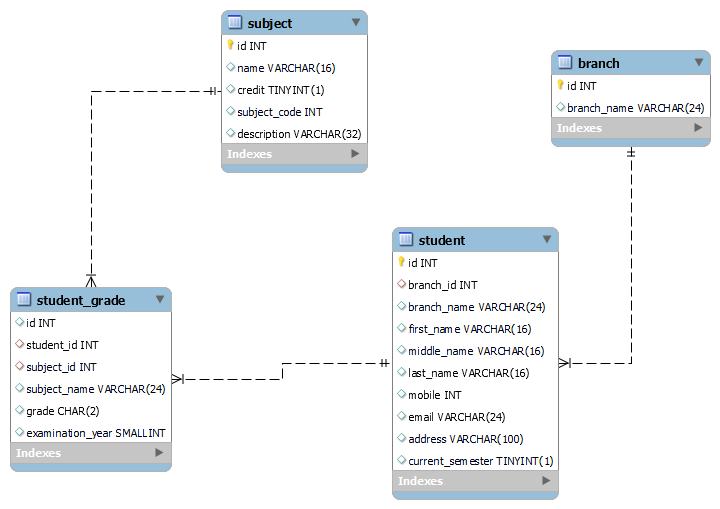 subject
id INT
name VARCHAR(16)
credit TINYINT(1)
subject_code INT
description VARCHAR(32)
Indexes
branch
id INT
branch_name VARCHAR(24)
Indexes
student
id INT
branch_id INT
branch_name VARCHAR(24)
first_name VARCHAR(16)
middle_name VARCHAR(16)
last_name VARCHAR(16)
mobile INT
email VARCHAR(24)
address VARCHAR(100)
current_semester TINYINT(1)
Indexes
student_grade
id INT
student_id INT
subject_id INT
subject_name VARCHAR(24)
grade CHAR(2)
examination_year SMALLINT
Indexes